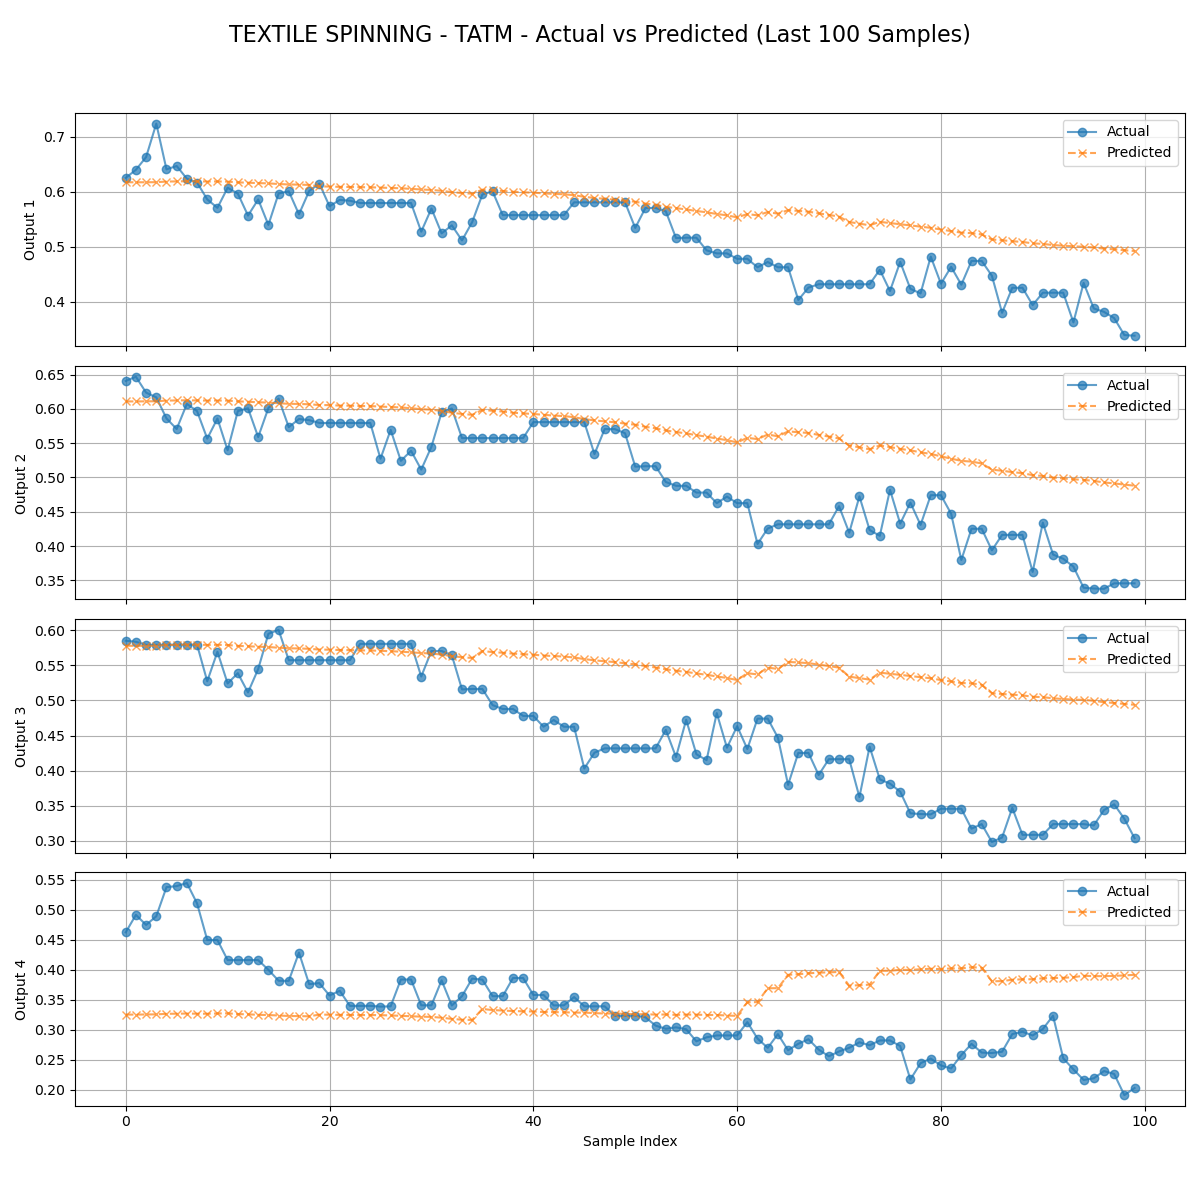 TEXTILE SPINNING - TATM - Actual vs Predicted (Last 100 Samples)
Output 1
0.7
0.6
0.5
0.4
Actual
Predicted
Output 2
0.65
0.60
0.55
0.50
0.45
0.40
0.35
Actual
Predicted
Output 3
0.60
0.55
0.50
0.45
0.40
0.35
0.30
Actual
Predicted
Output 4
0.55
0.50
0.45
0.40
0.35
0.30
0.25
0.20
Actual
Predicted
0 20 40 60 80 100
Sample Index